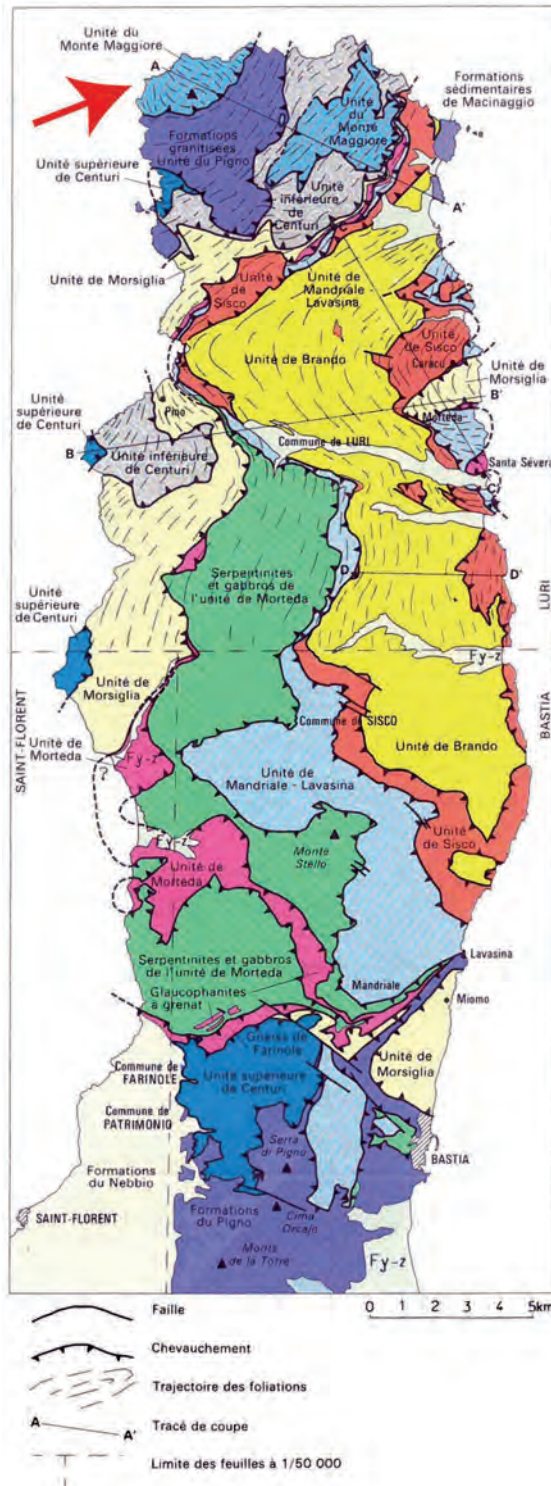 Unité du
Monte Maggiore
A
Formations
sédimentaires
de Macinaggio
Unité
du
Monte
Maggiore
Formations
granitisées
Unité du Pigno
Unité supérieure
de Centuri
Unité
inférieure
de
Centuri
A'
Unité de Morsiglia
Unité
de
Sisco
Unité de
Mandriale
Lavasina
Unité de Brando
Unité
de Sisco
Caracu
Unité de
Morsiglia
B'
Unité
supérieure
de Centuri
Pino
Morteda
B
Unité inférieure
de Centuri
Commune de LURI
Santa Sévera
C'
Serpentinites et
gabbros de
l'unité de Morteda
D
D'
Unité
supérieure
de Centuri
LURI
Fy-z
SAINT-FLORENT
BASTIA
Unité de
Morsiglia
Commune de SISCO
Unité de Brando
Unité de
Morteda
Fy-z
?
Unité de
Mandriale - Lavasina
Fy-z
Monte
Stello
Unité
de Sisco
Unité de
Morteda
Serpentinites et gabbros
de l'unité de Morteda
Lavasina
Glaucophanites
à grenat
Mandriale
Miomo
Gneiss de
Farinole
Commune de
FARINOLE
Unité supérieure
de Centuri
Unité de
Morsiglia
Commune de
PATRIMONIO
Serra
di Pigno
BASTIA
Formations
du Nebbio
SAINT-FLORENT
Formations
du Pigno
Cima
Orcajo
Monts
de la Torre
Fy-z
0 1 2 3 4 5km
Faille
Chevauchement
Trajectoire des foliations
A A' Tracé de coupe
Limite des feuilles à 1/50 000